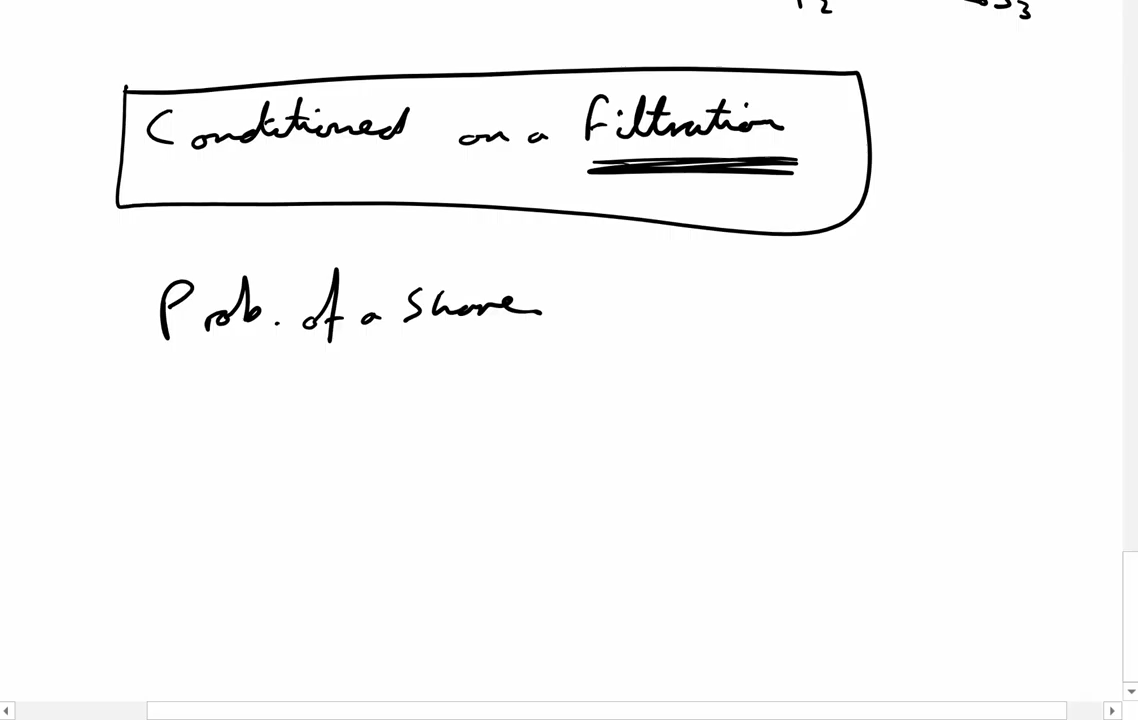 Conditioned on a Filtration
Prob. of a share